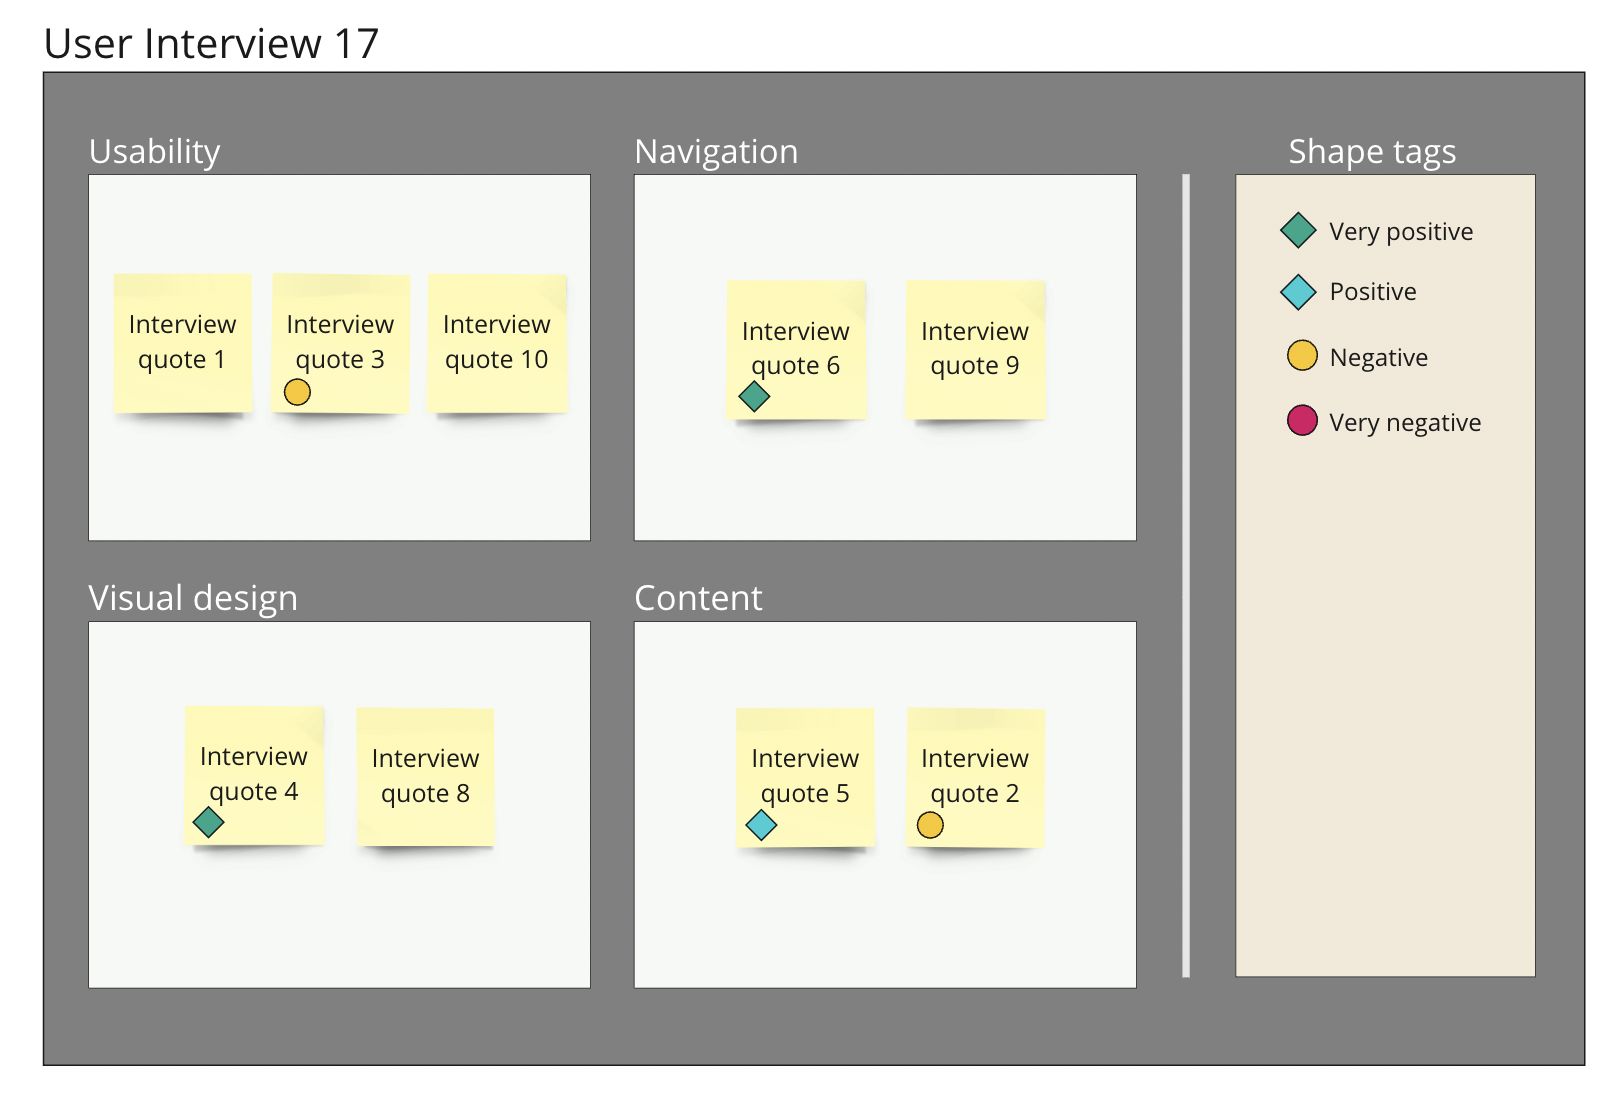 User Interview 17
Usability
Interview
quote 1
Interview
quote 3
Interview
quote 10
Navigation
Interview
quote 6
Interview
quote 9
Visual design
Interview
quote 4
Interview
quote 8
Content
Interview
quote 5
Interview
quote 2
Shape tags
Very positive
Positive
Negative
Very negative